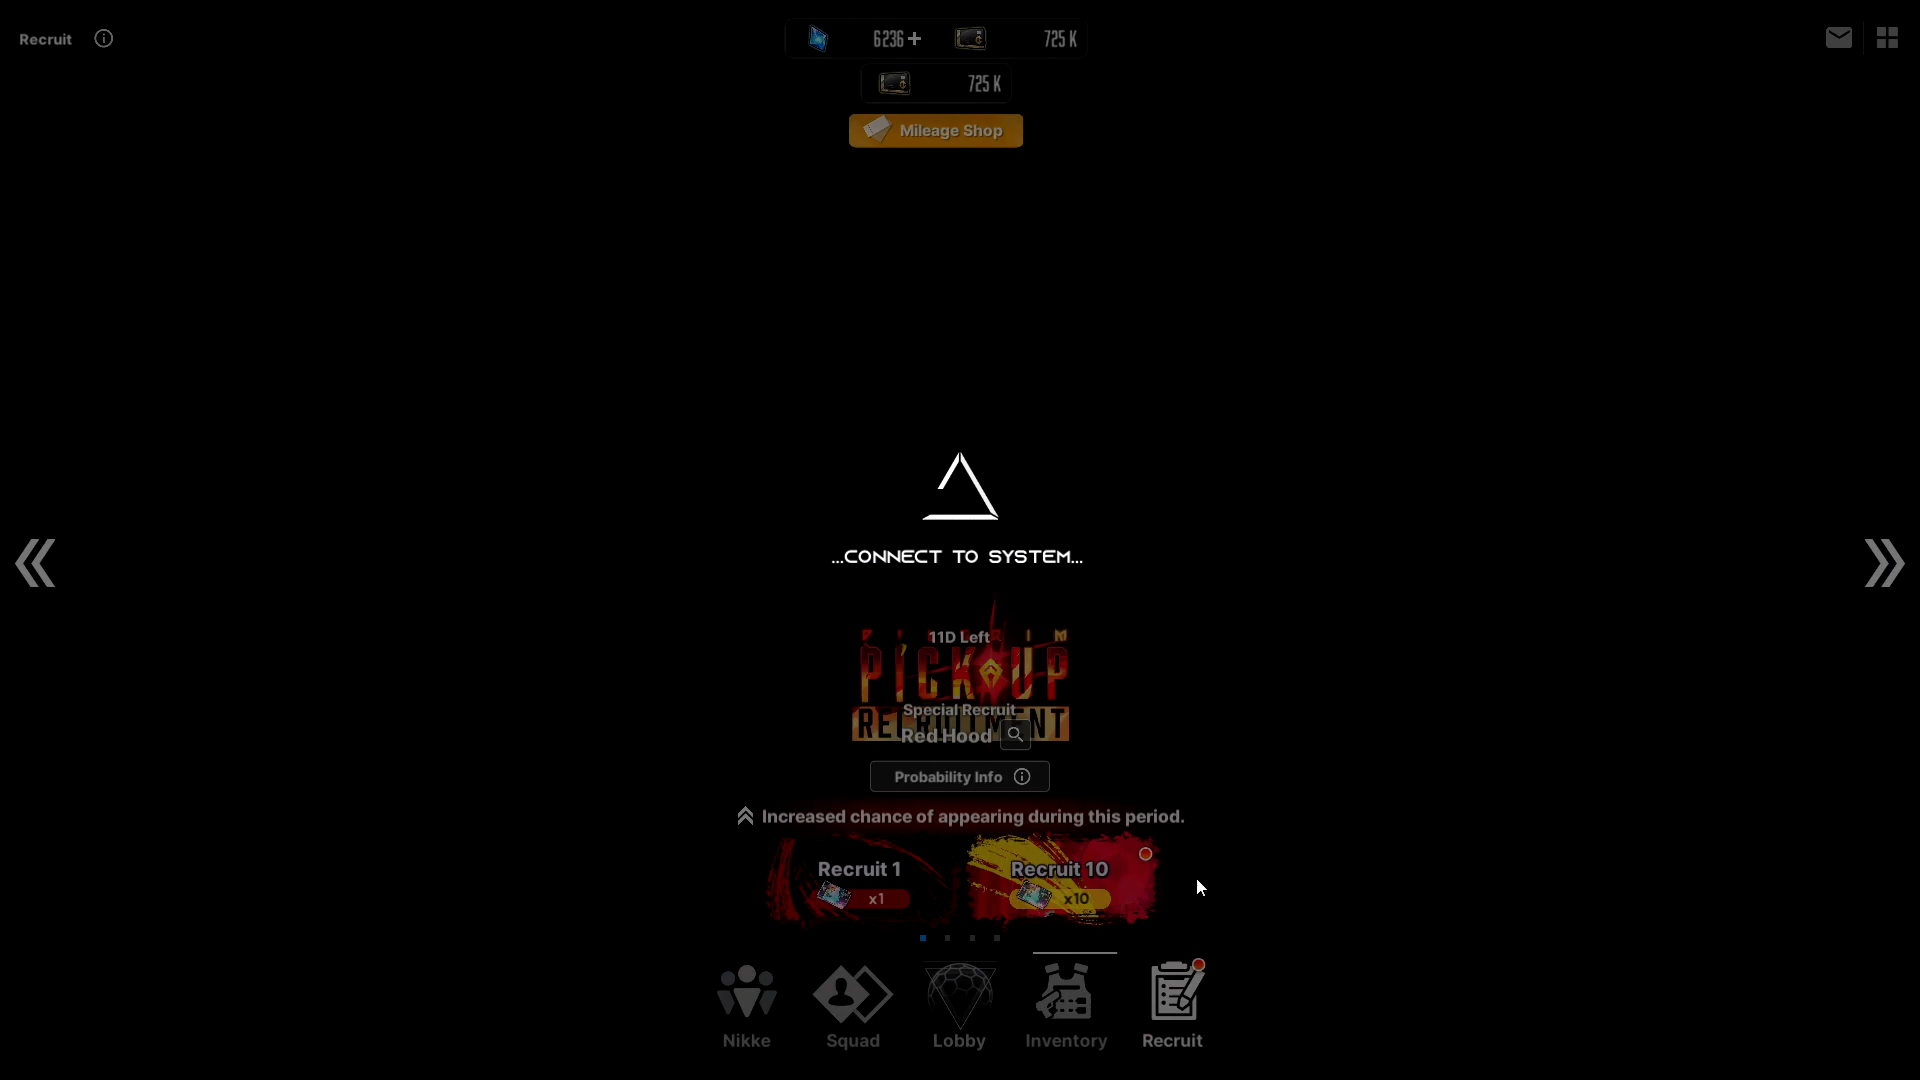 Recruit
6236
725 K
725 K
Mileage Shop
...CONNECT TO SYSTEM...
11D Left
PICK UP
RECRUITMENT
Special Recruit
Red Hood
Probability Info
Increased chance of appearing during this period.
Recruit 1
x1
Recruit 10
x10
Nikke
Squad
Lobby
Inventory
Recruit